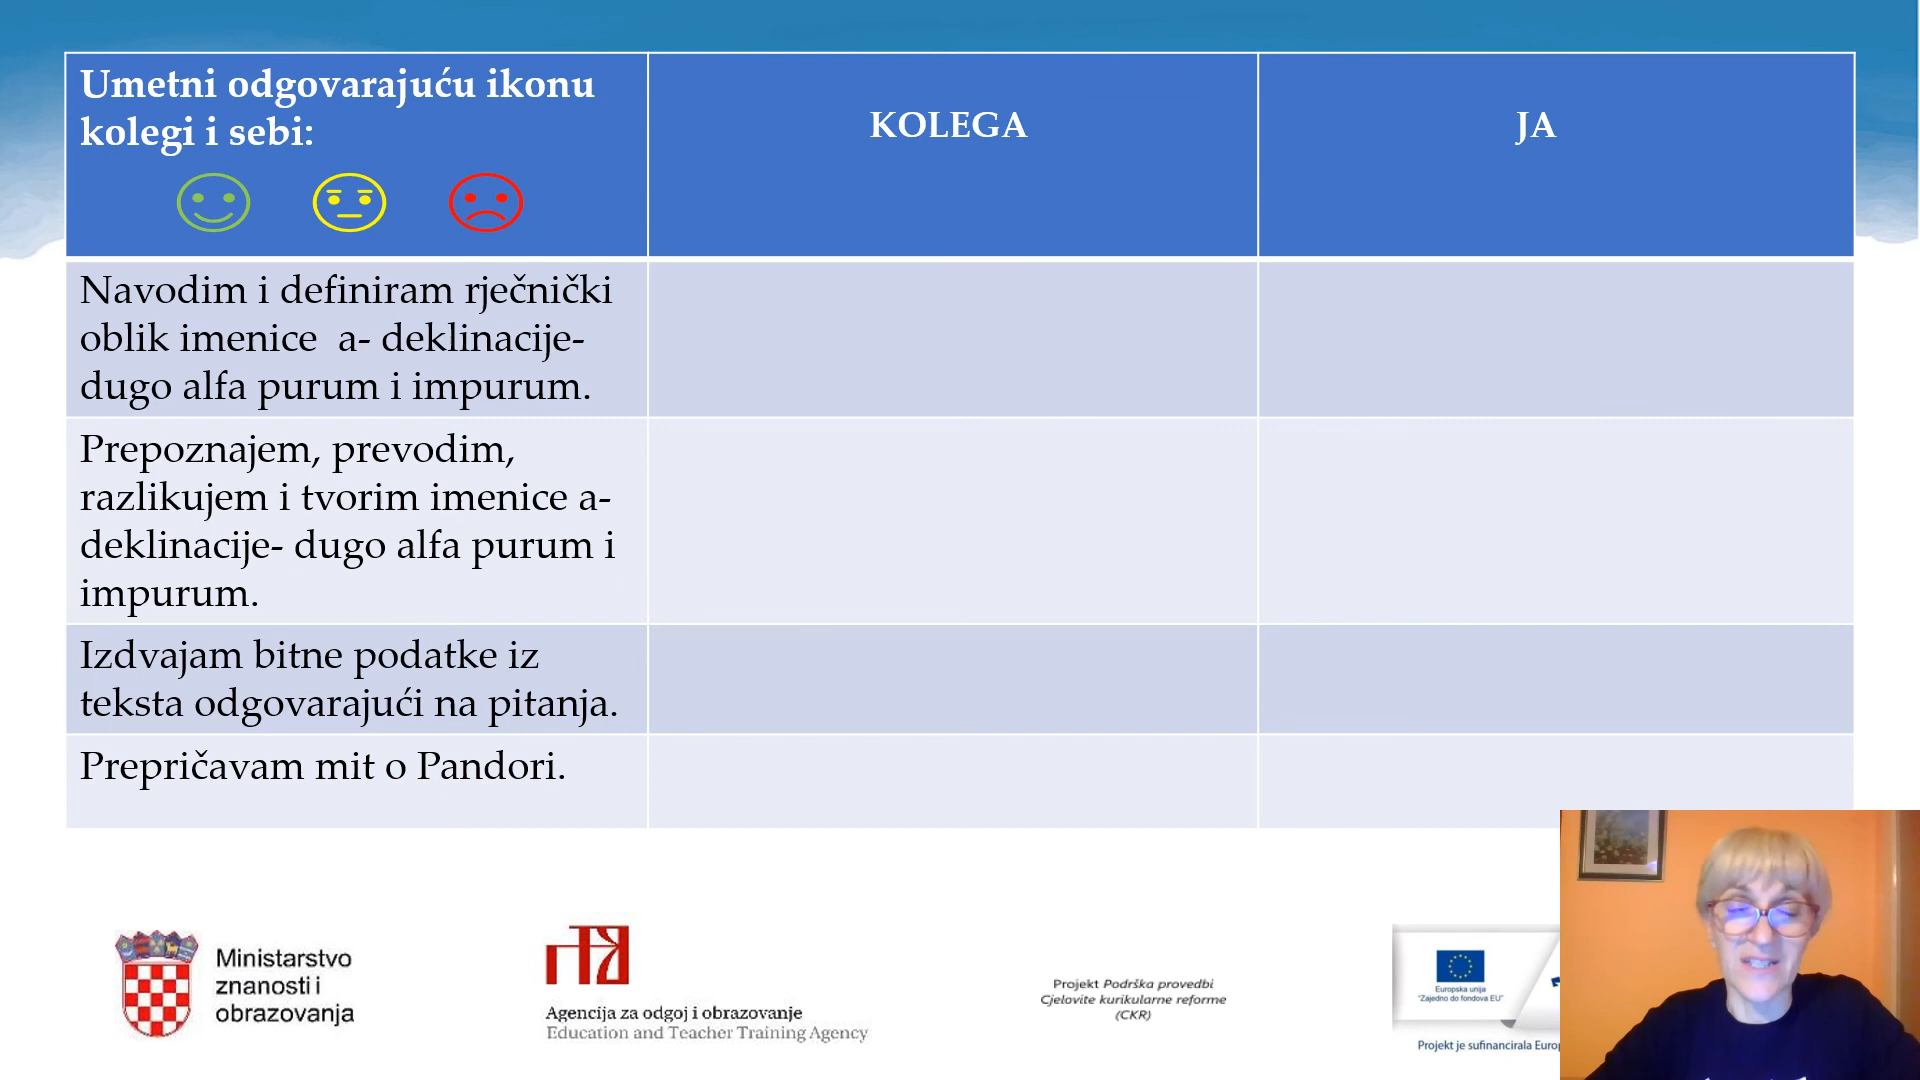 Umetni odgovarajuću ikonu
kolegi i sebi:
KOLEGA
JA
Navodim i definiram rječnički
oblik imenice a- deklinacije-
dugo alfa purum i impurum.
Prepoznajem, prevodim,
razlikujem i tvorim imenice a-
deklinacije- dugo alfa purum i
impurum.
Izdvajam bitne podatke iz
teksta odgovarajući na pitanja.
Prepričavam mit o Pandori.
Ministarstvo
znanosti i
obrazovanja
Agencija za odgoj i obrazovanje
Education and Teacher Training Agency
Projekt Podrška provedbi
Cjelovite kurikularne reforme
(CKR)
Europska unija
"Zajedno do fondova EU"
Projekt je sufinancirala